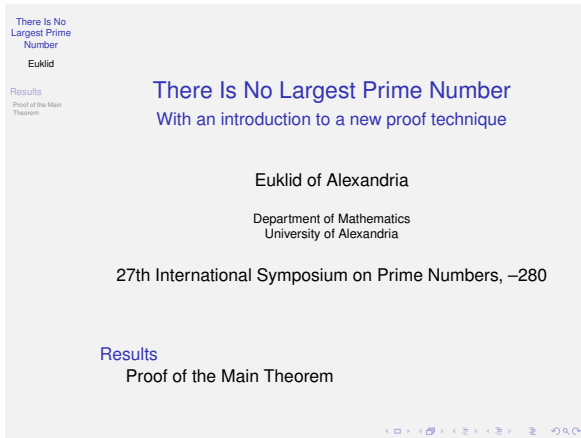 There Is No
Largest Prime
Number
Euklid
Results
Proof of the Main
Theorem
There Is No Largest Prime Number
With an introduction to a new proof technique
Euklid of Alexandria
Department of Mathematics
University of Alexandria
27th International Symposium on Prime Numbers, –280
Results
Proof of the Main Theorem